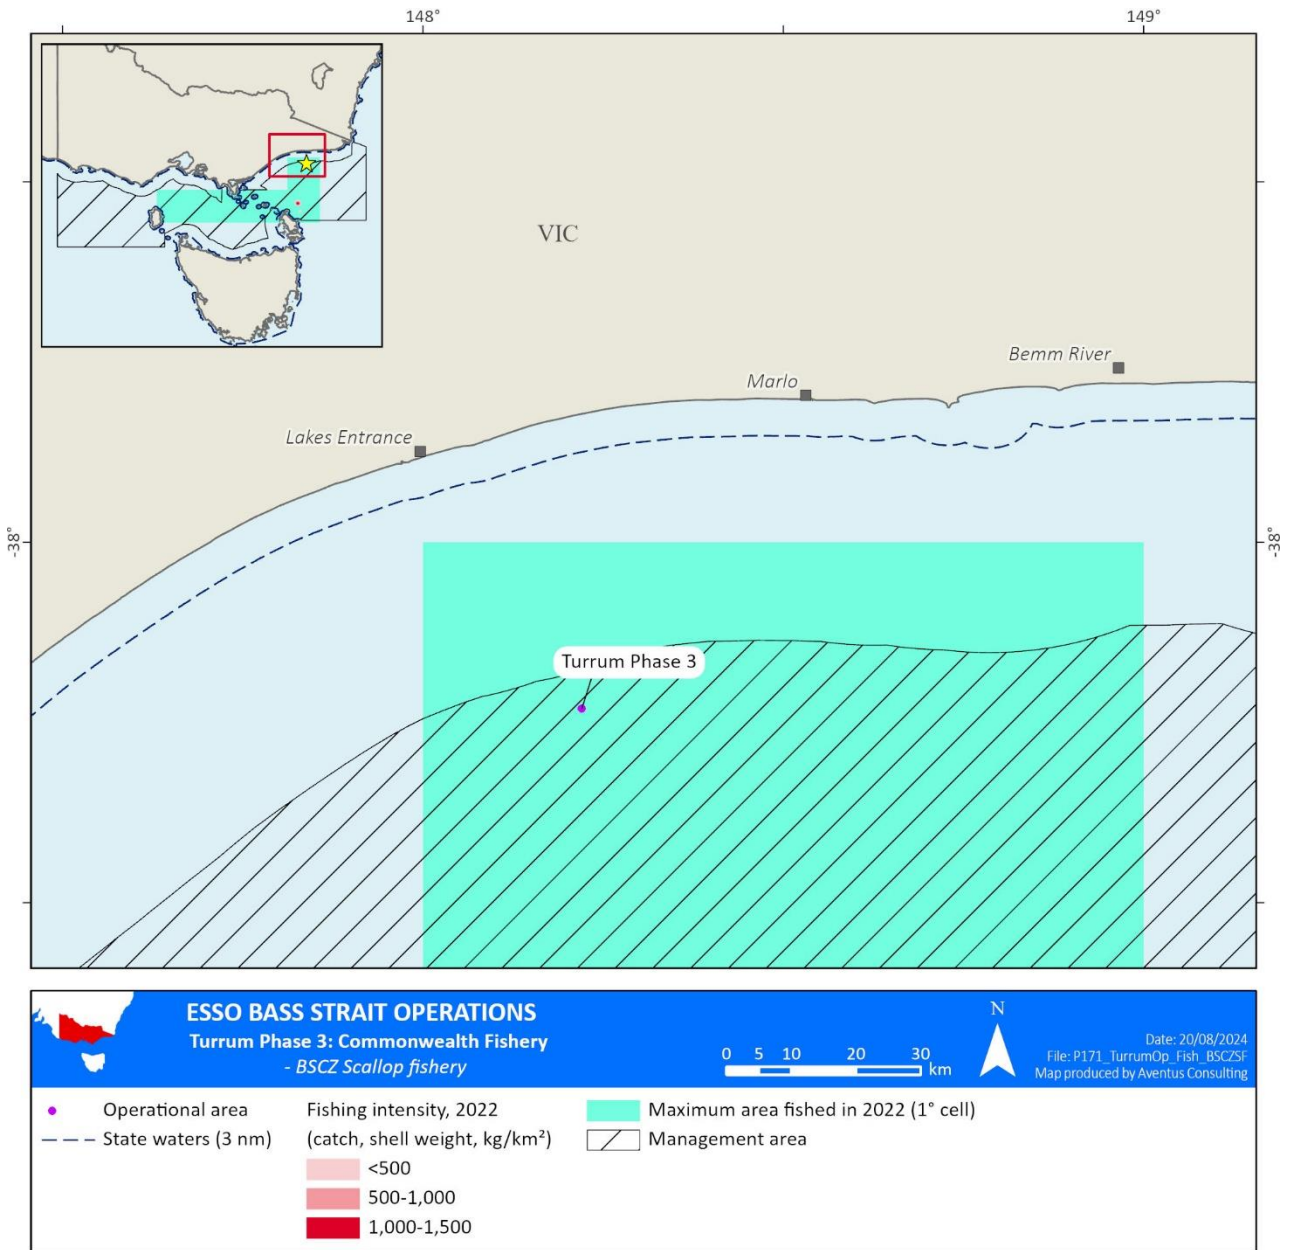 148°
149°
VIC
Bemm River
Marlo
Lakes Entrance
-38°
-38°
Turrum Phase 3
ESSO BASS STRAIT OPERATIONS
Turrum Phase 3: Commonwealth Fishery
- BSCZ Scallop fishery
0 5 10 20 30
km
N
Date: 20/08/2024
File: P171_TurrumOp_Fish_BSCZSF
Map produced by Aventus Consulting
Operational area
State waters (3 nm)
Fishing intensity, 2022
(catch, shell weight, kg/km²)
<500
500-1,000
1,000-1,500
Maximum area fished in 2022 (1° cell)
Management area